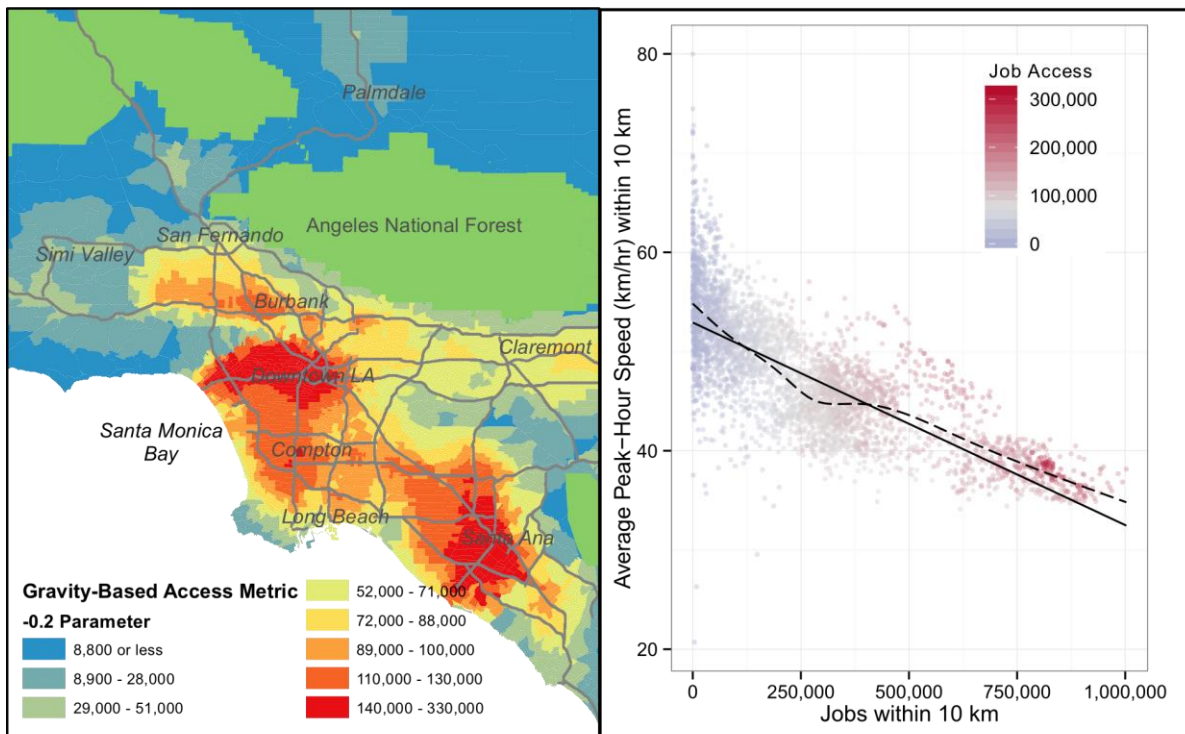 Palmdale
Angeles National Forest
San Fernando
Simi Valley
Burbank
Claremont
Downtown LA
Santa Monica
Bay
Compton
Long Beach
Santa Ana
Gravity-Based Access Metric
-0.2 Parameter
8,800 or less
8,900 - 28,000
29,000 - 51,000
52,000 - 71,000
72,000 - 88,000
89,000 - 100,000
110,000 - 130,000
140,000 - 330,000
Average Peak−Hour Speed (km/hr) within 10 km
80
60
40
20
Job Access
300,000
200,000
100,000
0
0 250,000 500,000 750,000 1,000,000
Jobs within 10 km